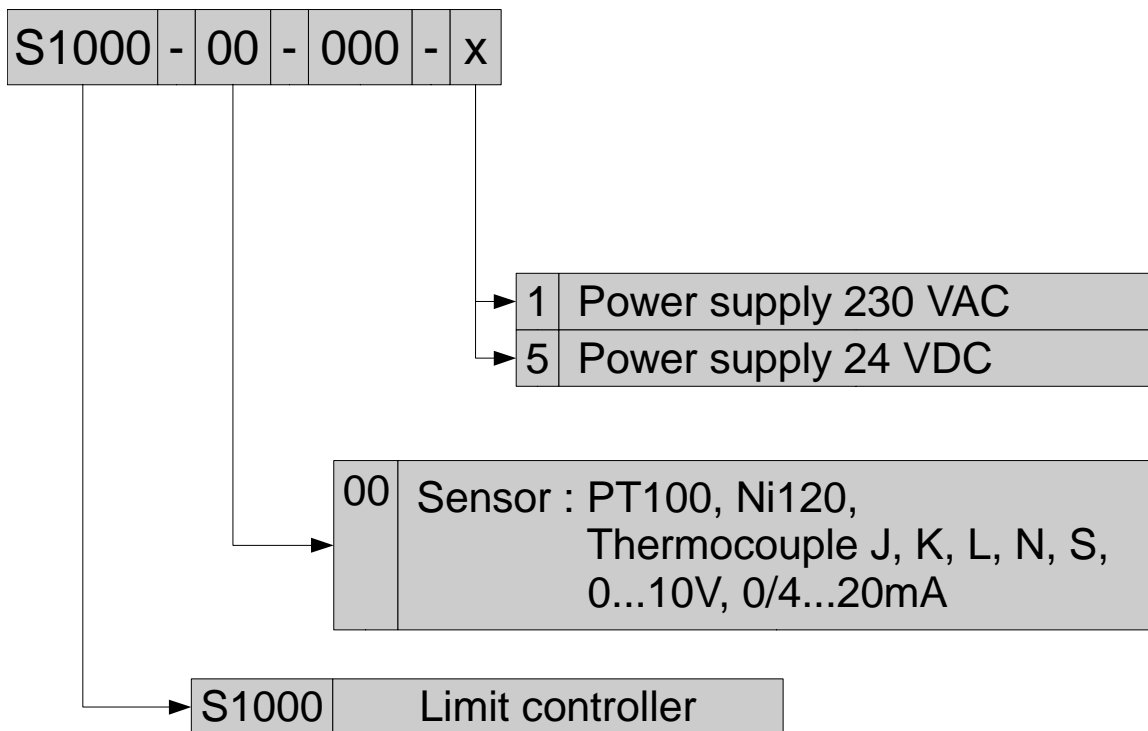 S1000 - 00 - 000 - x
1 Power supply 230 VAC
5 Power supply 24 VDC
00 Sensor : PT100, Ni120,
Thermocouple J, K, L, N, S,
0...10V, 0/4...20mA
S1000 Limit controller